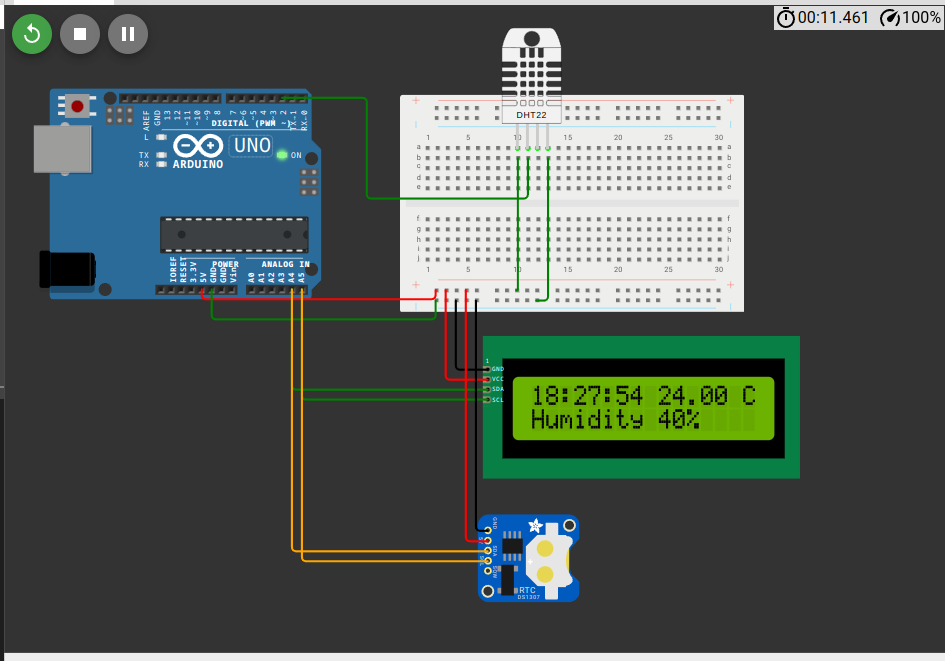 00:11.461 100%
DHT22
AREF
GND
13
12
~11
~10
~9
8
7
~6
~5
4
~3
2
TX→1
RX←0
DIGITAL (PWM ~)
L
TX
RX
UNO
ON
ARDUINO
1 5 10 15 20 25 30
a a
b b
c c
d d
e e
f f
g g
h h
i i
j j
1 5 10 15 20 25 30
POWER
ANALOG IN
IOREF
RESET
3.3V
5V
GND
GND
Vin
A0
A1
A2
A3
A4
A5
1
GND
VCC
SDA
SCL
18:27:54 24.00 C
Humidity 40%
GND
SDA
SQW
RTC
DS1307